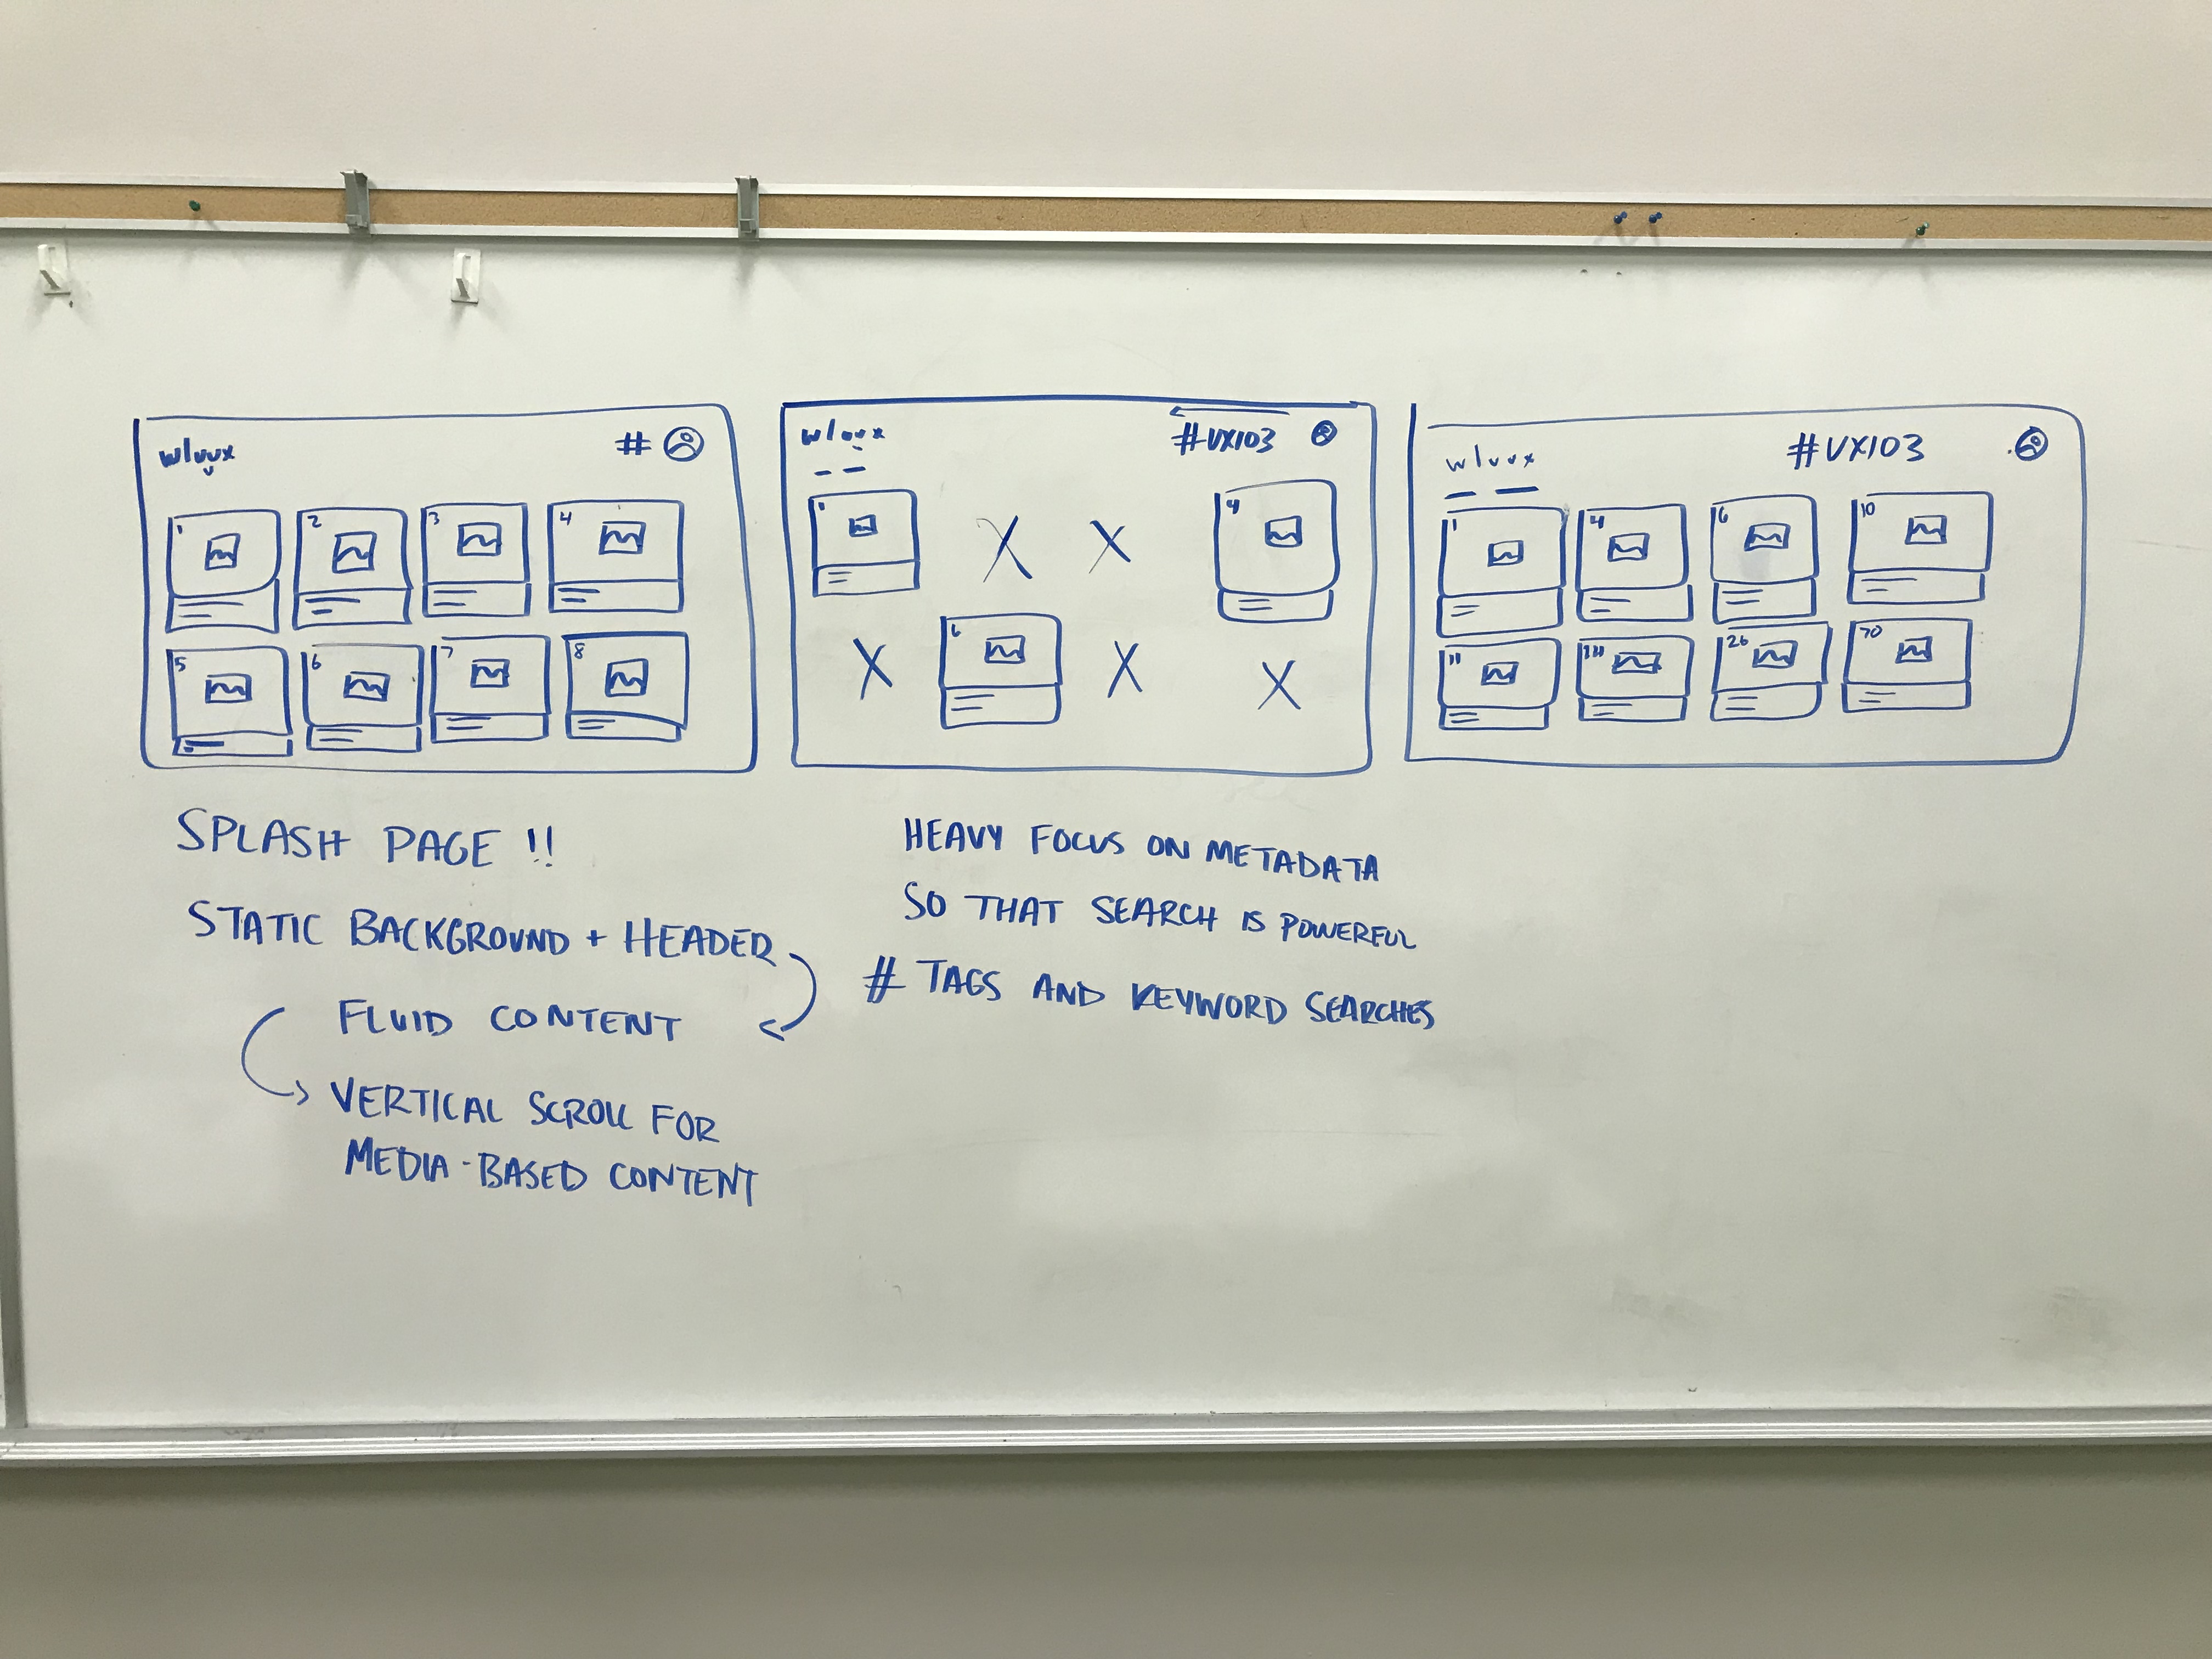 wluux #
1 2 3 4
5 6 7 8
wluux #UX103
1 4
6
wluux #UX103
1 4 6 10
11 26 70
SPLASH PAGE !!
STATIC BACKGROUND + HEADER
FLUID CONTENT
VERTICAL SCROLL FOR
MEDIA-BASED CONTENT
HEAVY FOCUS ON METADATA
SO THAT SEARCH IS POWERFUL
# TAGS AND KEYWORD SEARCHES